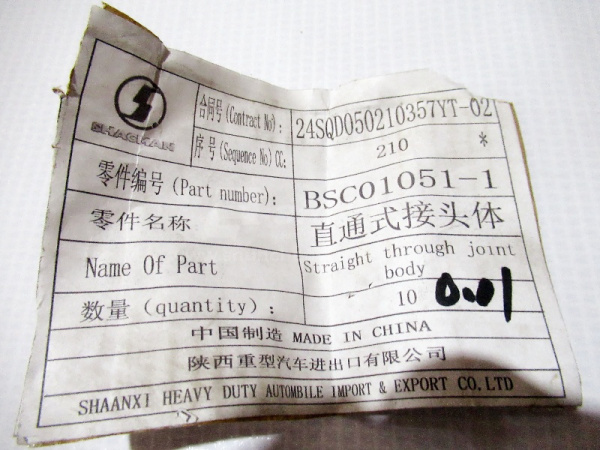 SHACMAN
合同号(Contract No): 24SQD050210357YT-02
序号(Sequence No) CC: 210 *
零件编号(Part number): BSC01051-1
零件名称 直通式接头体
Name Of Part Straight through joint body
数量(quantity): 10 0.01
中国制造 MADE IN CHINA
陕西重型汽车进出口有限公司
SHAANXI HEAVY DUTY AUTOMBILE IMPORT & EXPORT CO,LTD